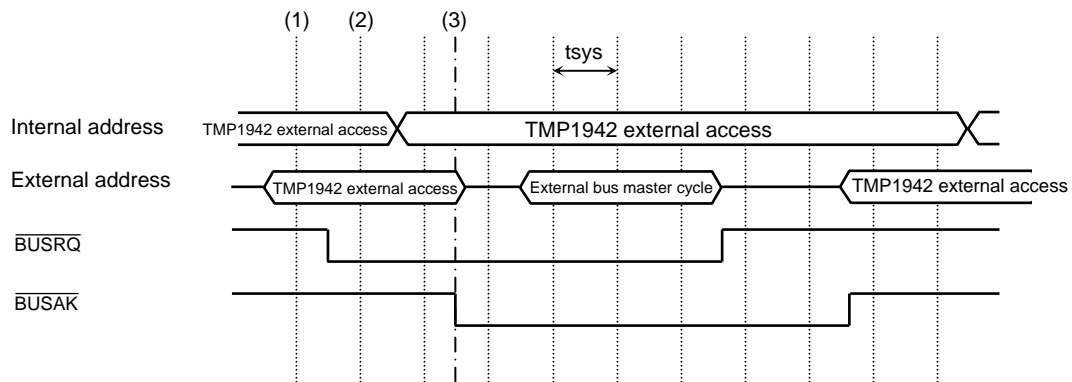 (1) (2) (3)
tsys
Internal address TMP1942 external access TMP1942 external access
External address TMP1942 external access External bus master cycle TMP1942 external access
BUSRQ
BUSAK